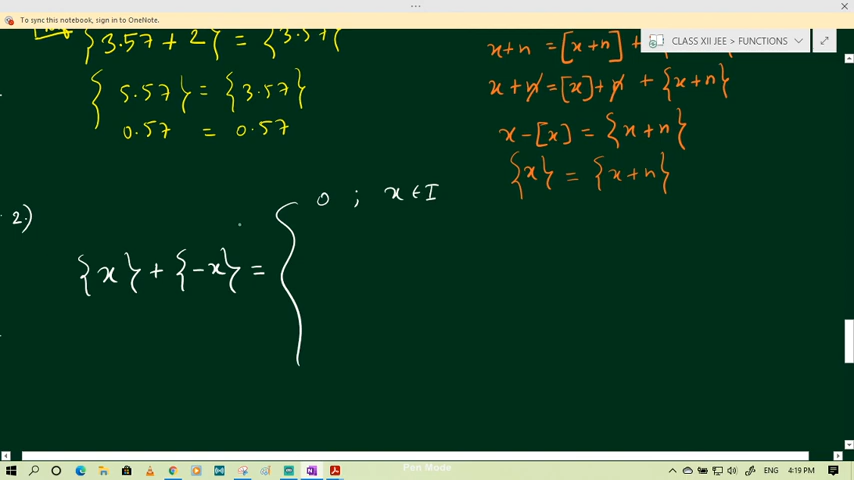 To sync this notebook, sign in to OneNote.
CLASS XII JEE > FUNCTIONS
{3.57 + 2} = {3.57}
{5.57} = {3.57}
0.57 = 0.57
x+n = [x+n] +
x+n = [x]+n + {x+n}
x-[x] = {x+n}
{x} = {x+n}
2.)
{x} + {-x} = { 0 ; x ∈ I
Pen Mode
ENG 4:19 PM